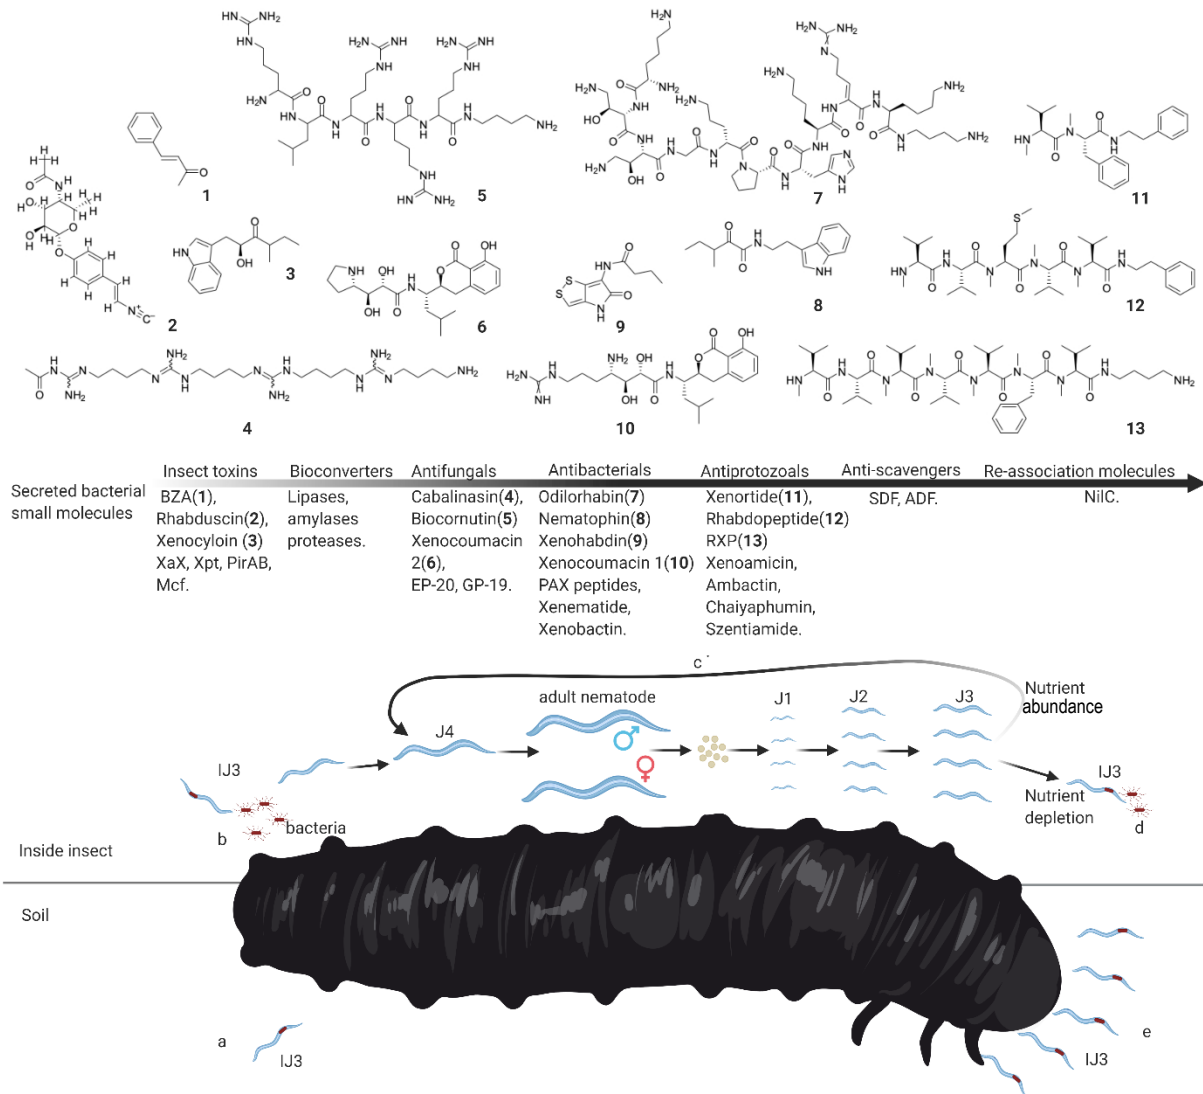 1
2
3
4
5
6
7
8
9
10
11
12
13
Secreted bacterial
small molecules
Insect toxins
BZA(1),
Rhabduscin(2),
Xenocyloin (3)
XaX, Xpt, PirAB,
Mcf.
Bioconverters
Lipases,
amylases
proteases.
Antifungals
Cabalinasin(4),
Biocornutin(5)
Xenocoumacin
2(6),
EP-20, GP-19.
Antibacterials
Odilorhabin(7)
Nematophin(8)
Xenohabdin(9)
Xenocoumacin 1(10)
PAX peptides,
Xenematide,
Xenobactin.
Antiprotozoals
Xenortide(11),
Rhabdopeptide(12)
RXP(13)
Xenoamicin,
Ambactin,
Chaiyaphumin,
Szentiamide.
Anti-scavengers
SDF, ADF.
Re-association molecules
NilC.
c
adult nematode
J1
J2
J3
Nutrient
abundance
J4
IJ3
IJ3
♂
♀
Nutrient
depletion
bacteria
b
d
Inside insect
Soil
a
IJ3
e
IJ3